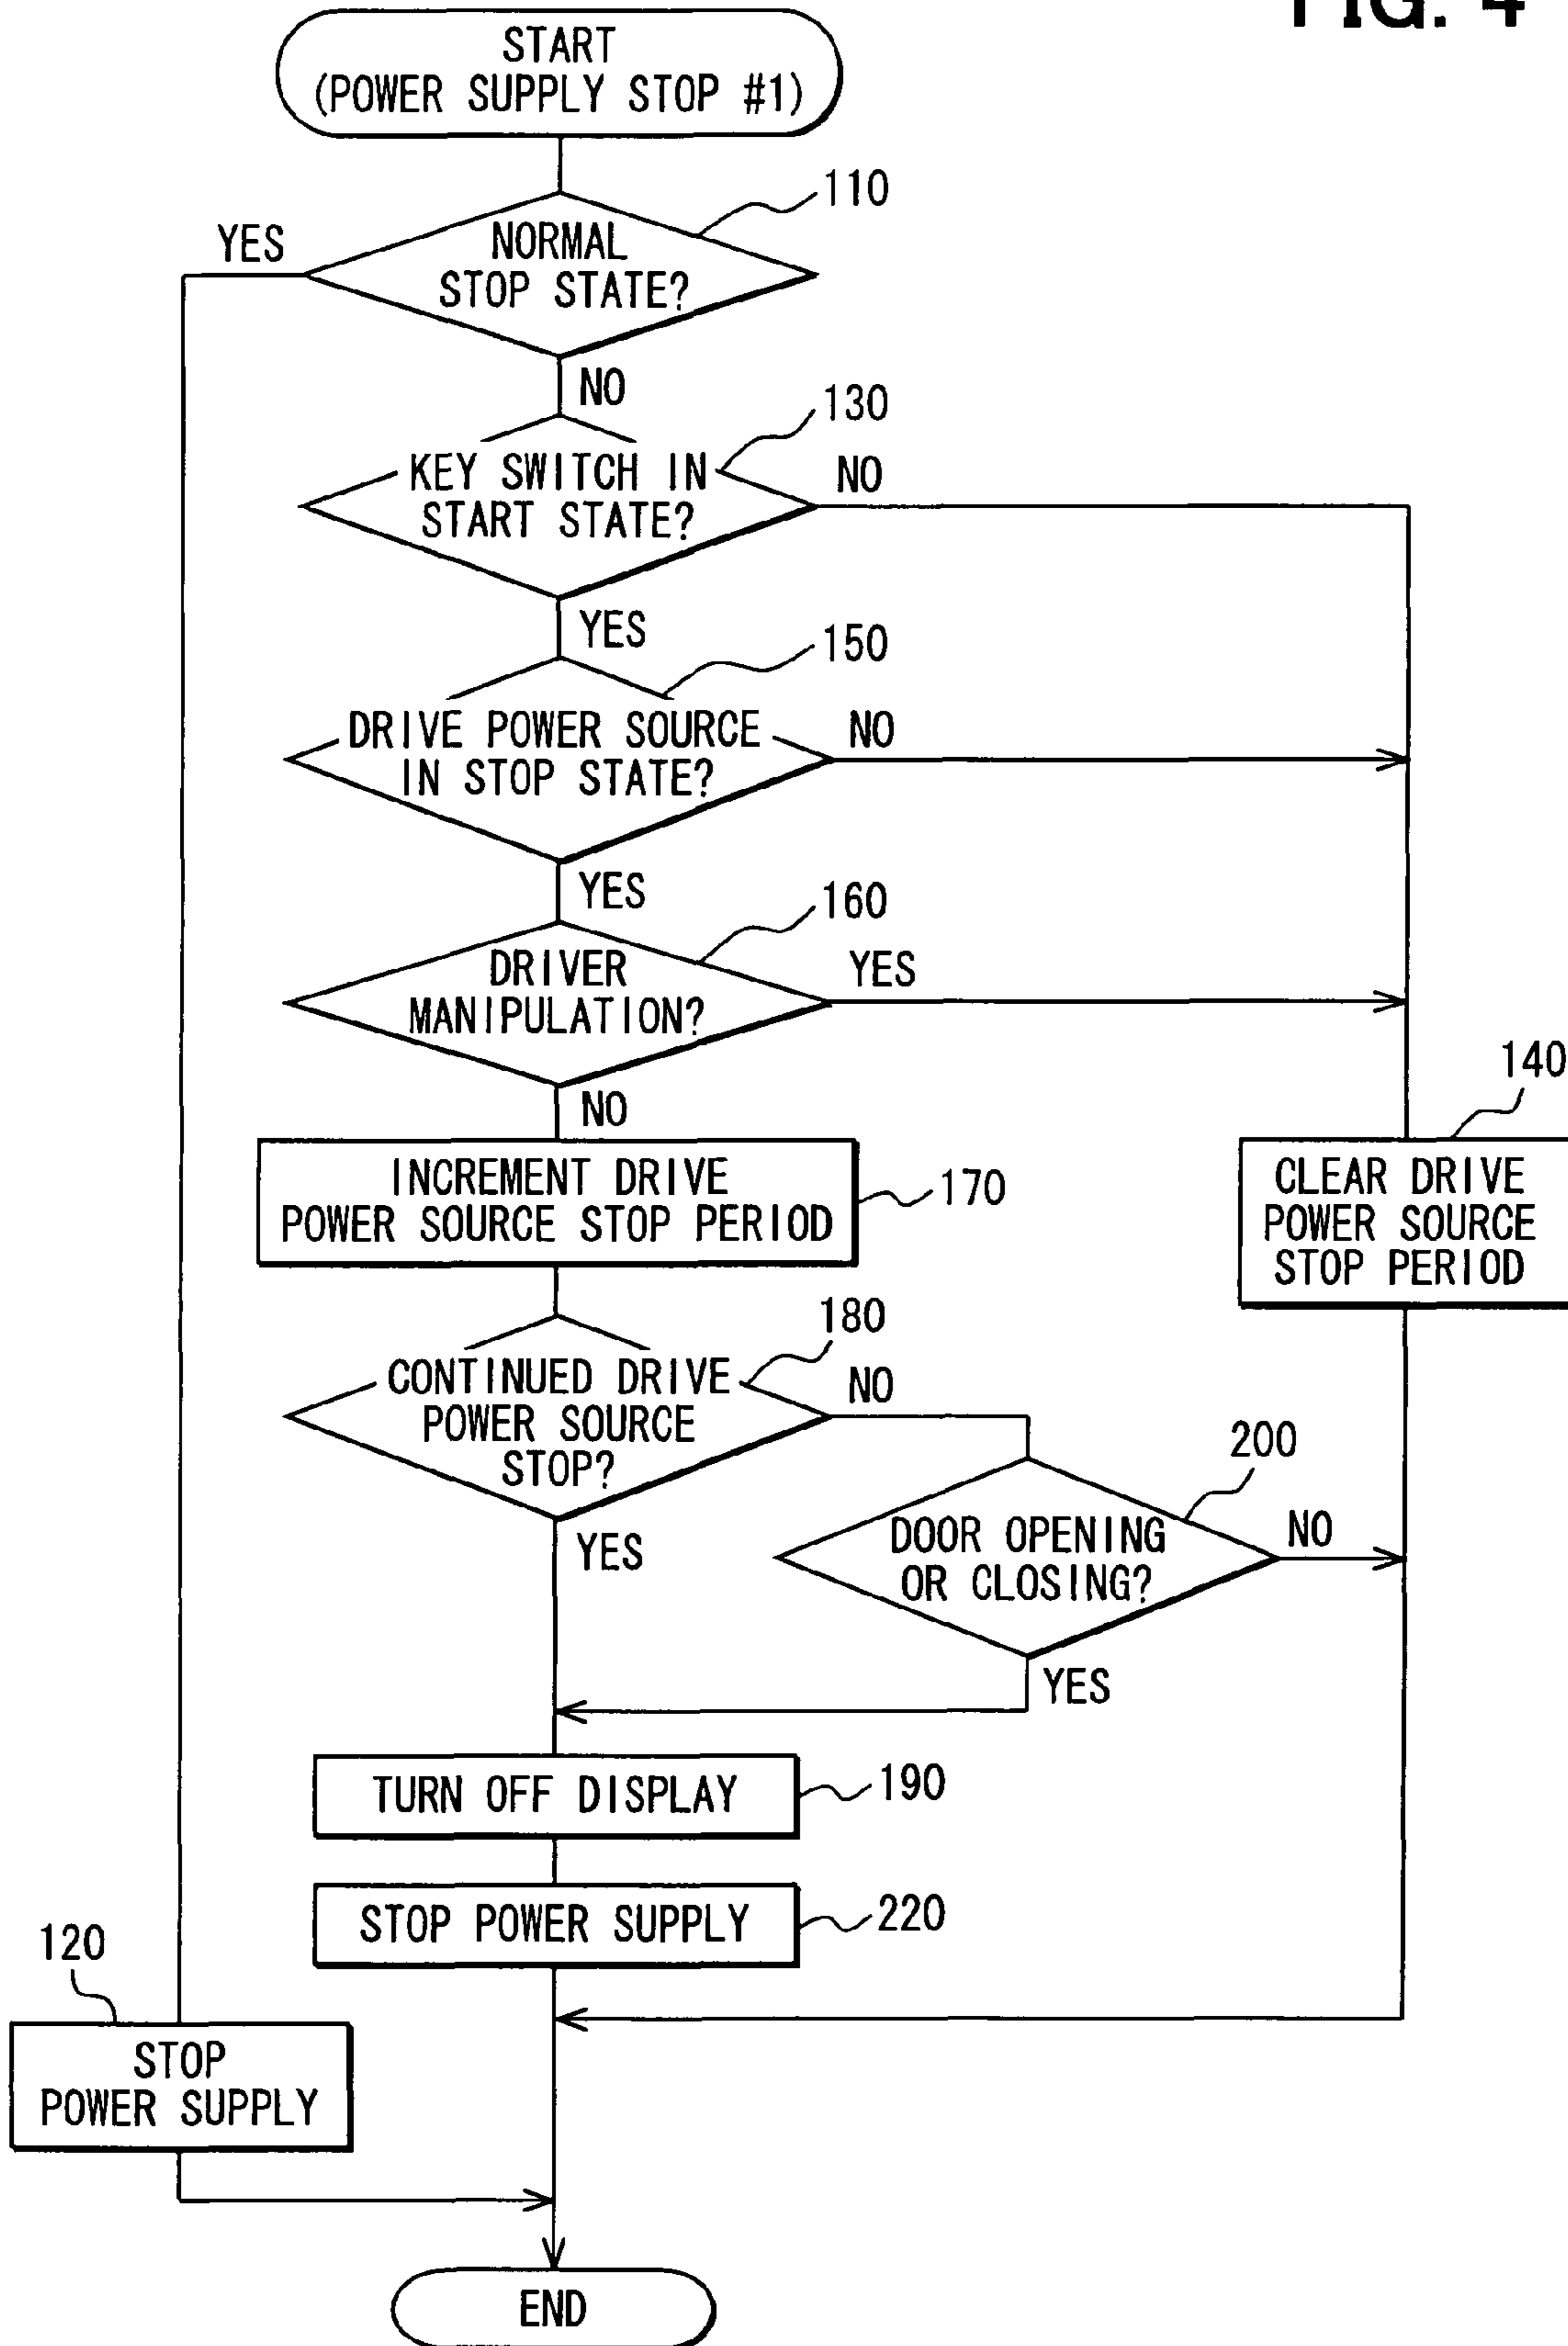 FIG. 4
START
(POWER SUPPLY STOP #1)
110
YES
NORMAL
STOP STATE?
NO
130
KEY SWITCH IN
START STATE?
NO
YES
150
DRIVE POWER SOURCE
IN STOP STATE?
NO
YES
160
DRIVER
MANIPULATION?
YES
NO
140
INCREMENT DRIVE
POWER SOURCE STOP PERIOD
170
CLEAR DRIVE
POWER SOURCE
STOP PERIOD
180
CONTINUED DRIVE
POWER SOURCE
STOP?
NO
YES
200
DOOR OPENING
OR CLOSING?
NO
YES
TURN OFF DISPLAY
190
STOP POWER SUPPLY
220
120
STOP
POWER SUPPLY
END